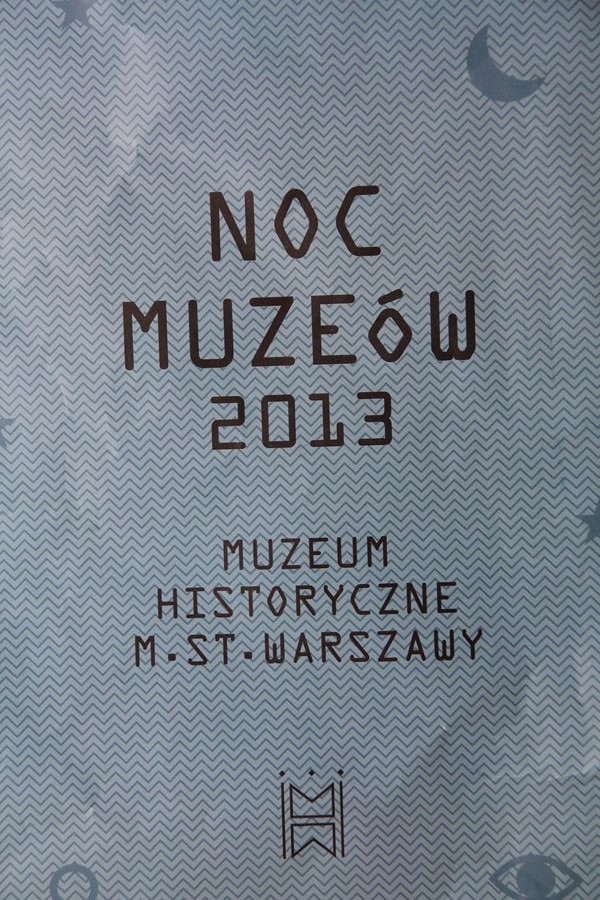 NOC
MUZEÓW
2013
MUZEUM
HISTORYCZNE
M.ST.WARSZAWY